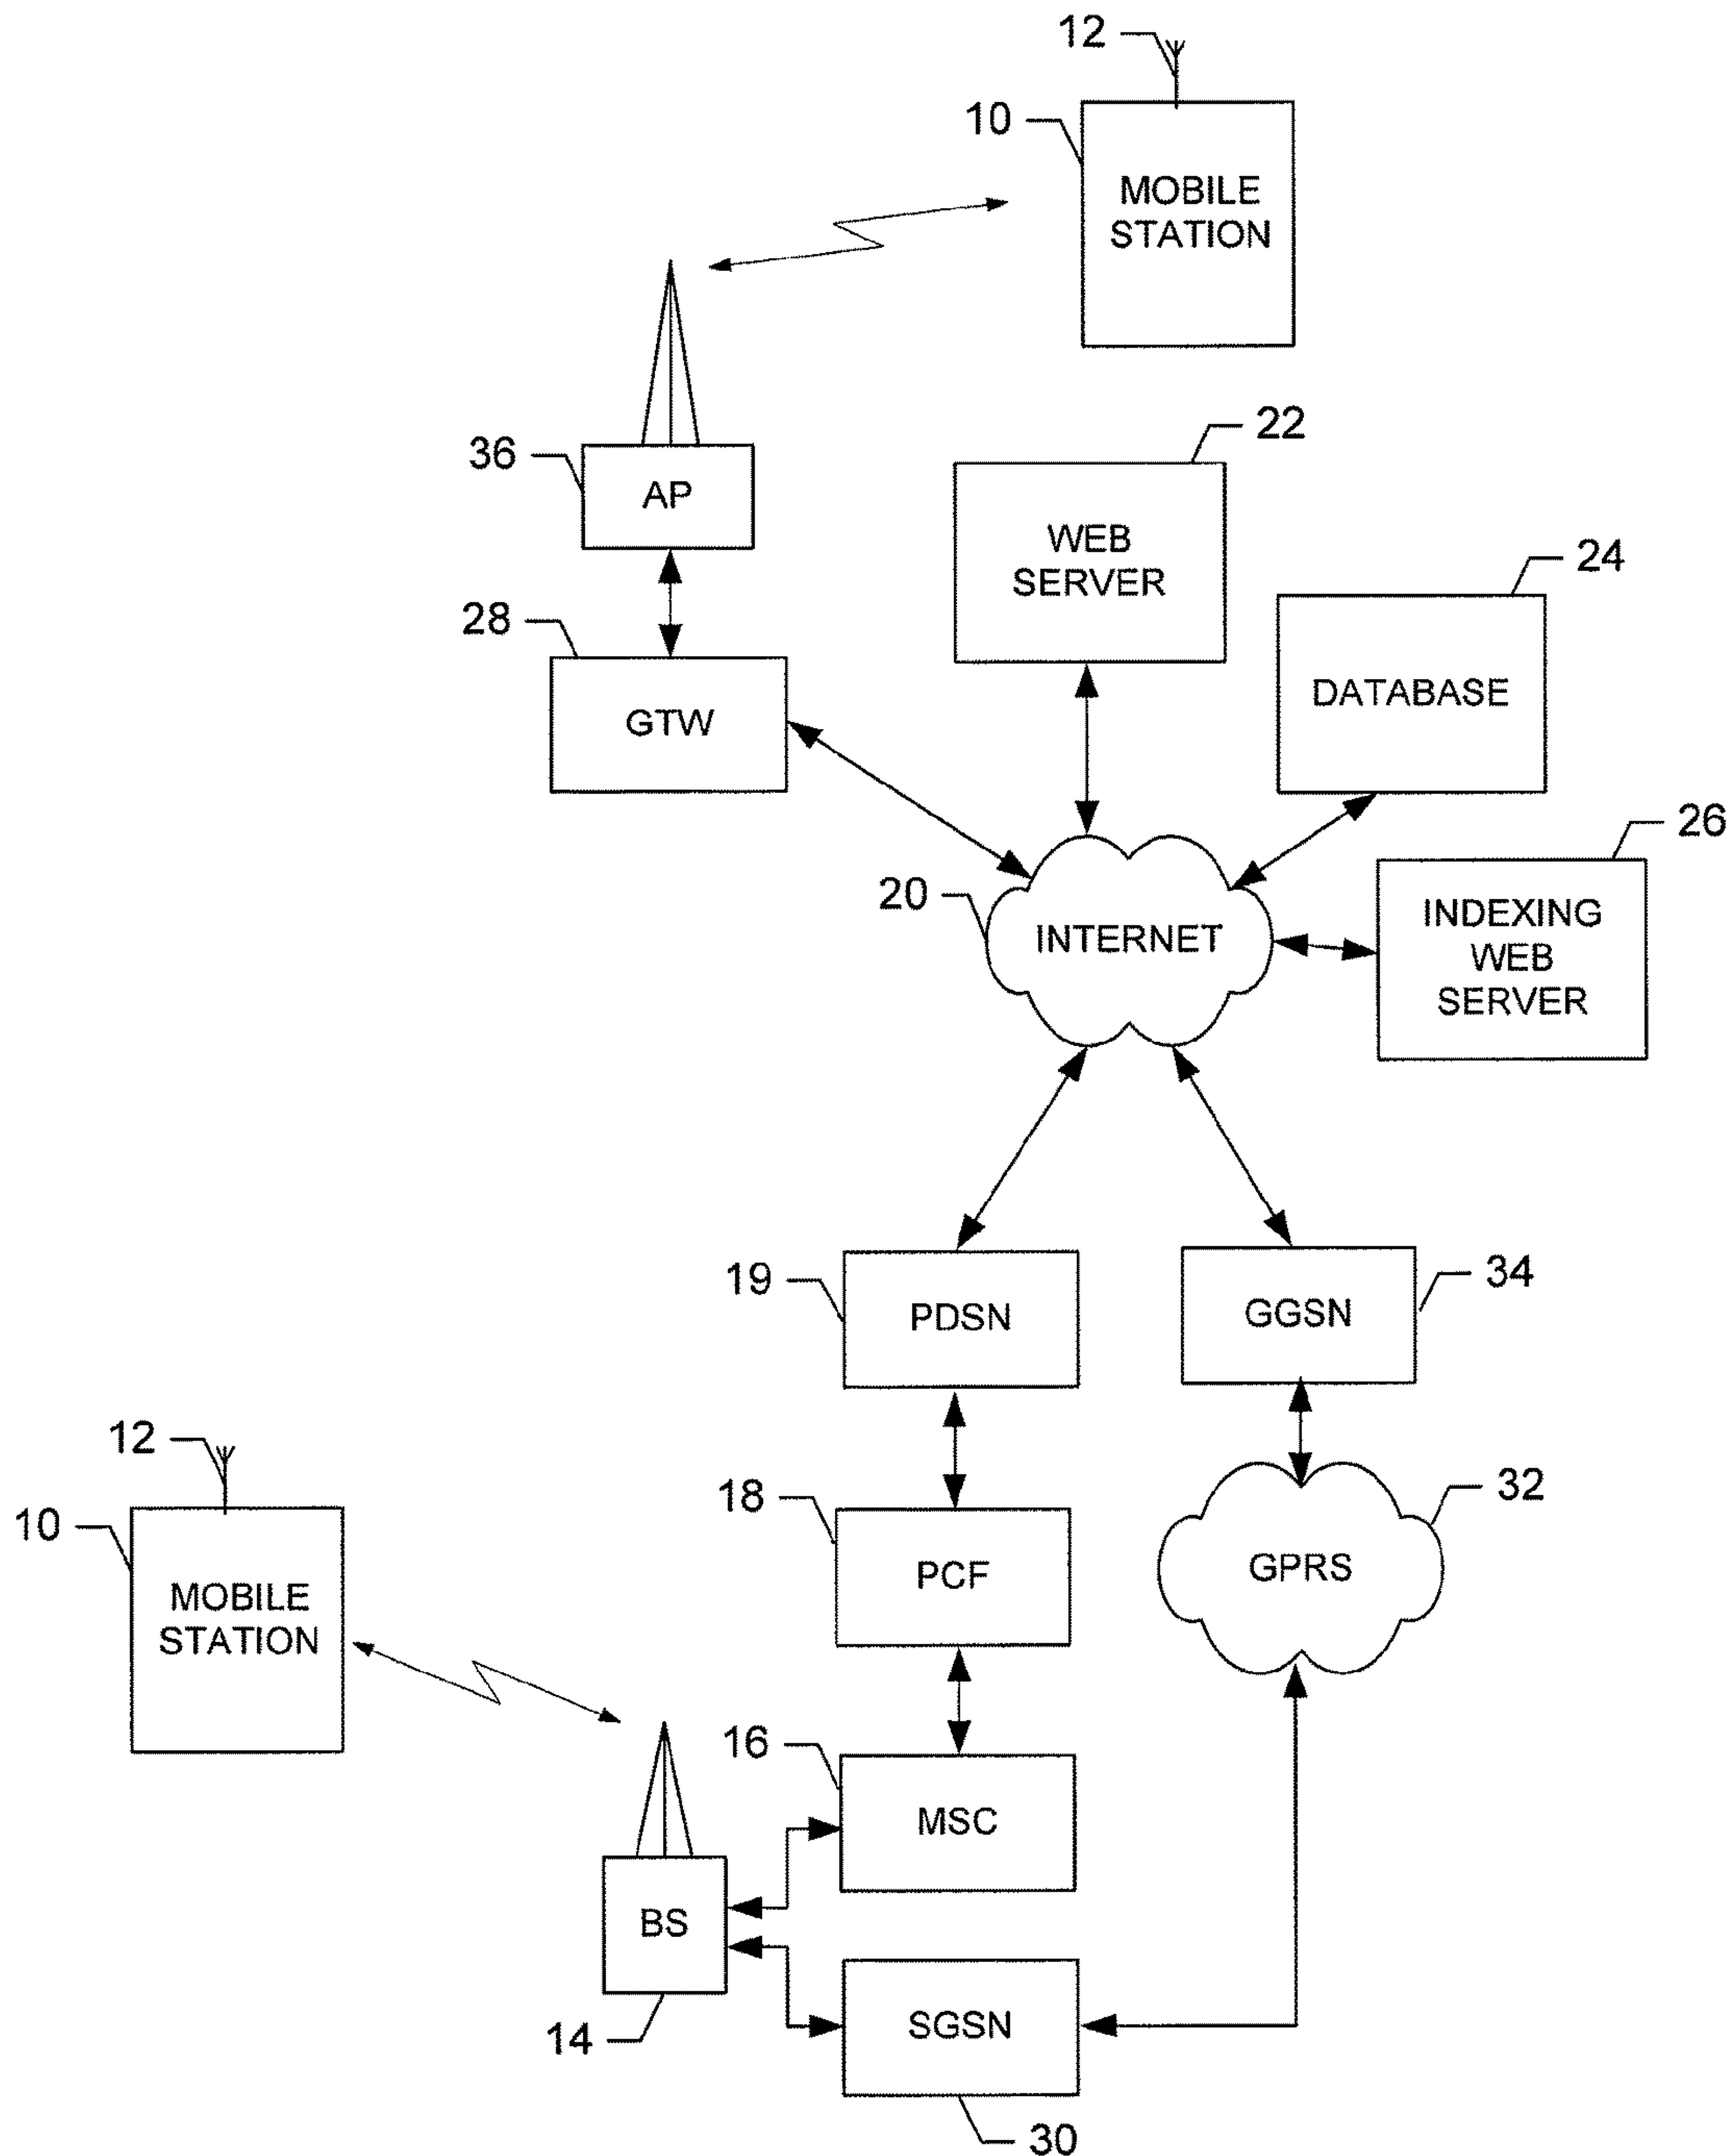 12
10
MOBILE
STATION
36
AP
22
WEB
SERVER
28
GTW
24
DATABASE
26
INDEXING
WEB
SERVER
20
INTERNET
19
PDSN
34
GGSN
12
10
MOBILE
STATION
18
PCF
32
GPRS
16
MSC
BS
14
SGSN
30